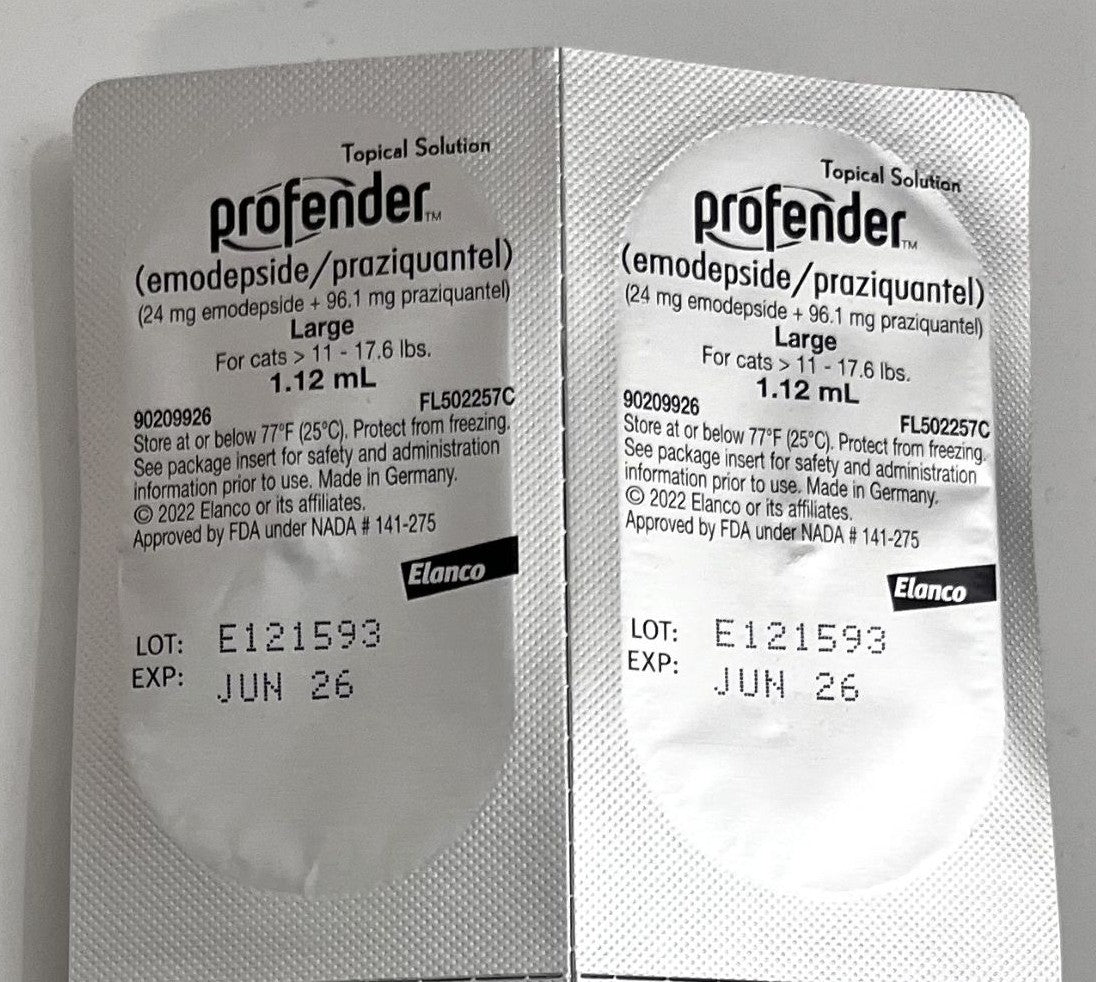 Topical Solution
profender™
(emodepside/praziquantel)
(24 mg emodepside + 96.1 mg praziquantel)
Large
For cats > 11 - 17.6 lbs.
1.12 mL
90209926 FL502257C
Store at or below 77°F (25°C). Protect from freezing.
See package insert for safety and administration
information prior to use. Made in Germany.
© 2022 Elanco or its affiliates.
Approved by FDA under NADA # 141-275
Elanco
LOT: E121593
EXP: JUN 26
Topical Solution
profender™
(emodepside/praziquantel)
(24 mg emodepside + 96.1 mg praziquantel)
Large
For cats > 11 - 17.6 lbs.
1.12 mL
90209926 FL502257C
Store at or below 77°F (25°C). Protect from freezing.
See package insert for safety and administration
information prior to use. Made in Germany.
© 2022 Elanco or its affiliates.
Approved by FDA under NADA # 141-275
Elanco
LOT: E121593
EXP: JUN 26